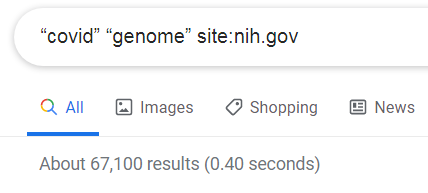 “covid” “genome” site:nih.gov
All Images Shopping News
About 67,100 results (0.40 seconds)